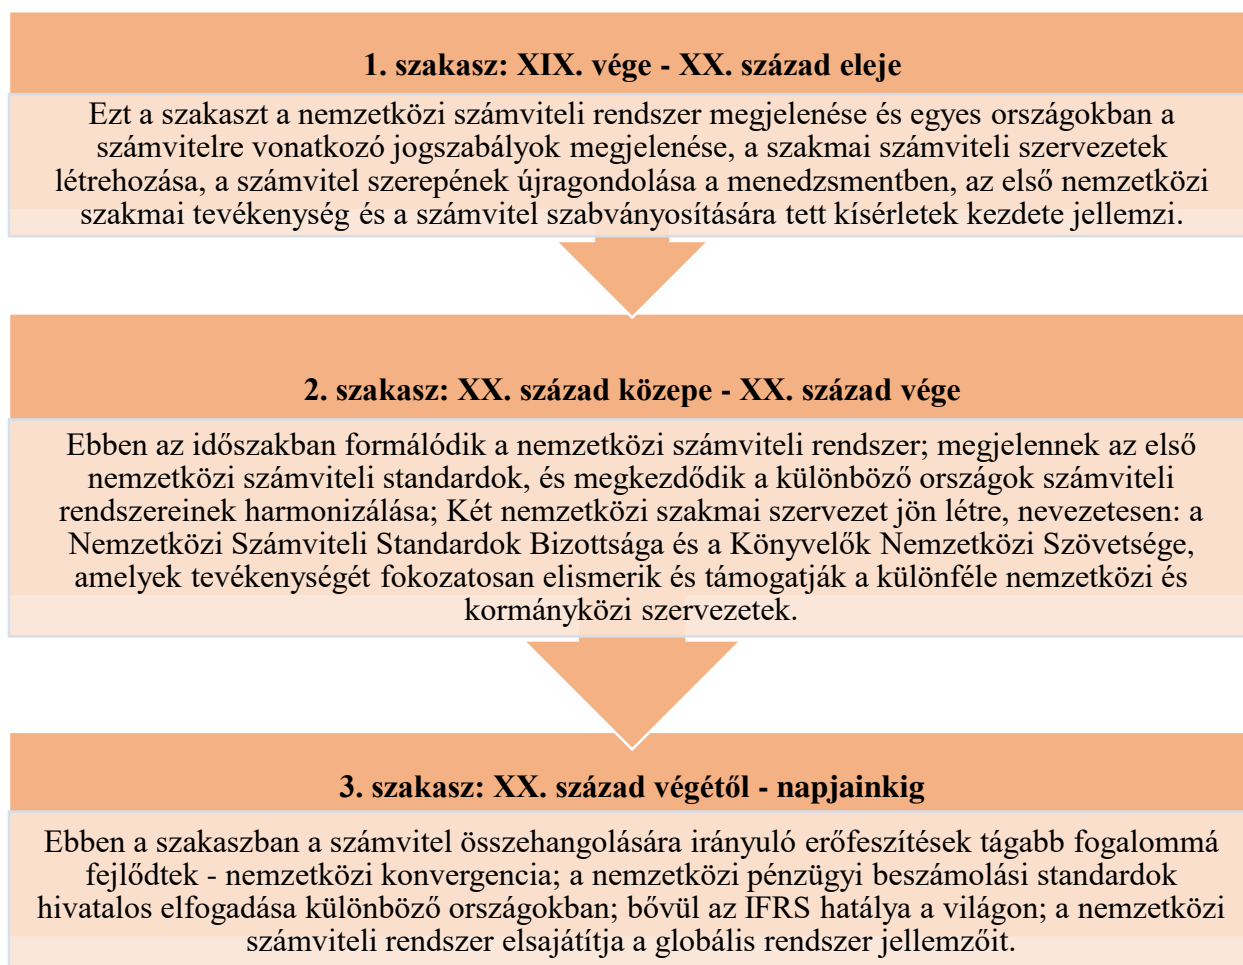 1. szakasz: XIX. vége - XX. század eleje
Ezt a szakaszt a nemzetközi számviteli rendszer megjelenése és egyes országokban a
számvitelre vonatkozó jogszabályok megjelenése, a szakmai számviteli szervezetek
létrehozása, a számvitel szerepének újragondolása a menedzsmentben, az első nemzetközi
szakmai tevékenység és a számvitel szabványosítására tett kísérletek kezdete jellemzi.
2. szakasz: XX. század közepe - XX. század vége
Ebben az időszakban formálódik a nemzetközi számviteli rendszer; megjelennek az első
nemzetközi számviteli standardok, és megkezdődik a különböző országok számviteli
rendszereinek harmonizálása; Két nemzetközi szakmai szervezet jön létre, nevezetesen: a
Nemzetközi Számviteli Standardok Bizottsága és a Könyvelők Nemzetközi Szövetsége,
amelyek tevékenységét fokozatosan elismerik és támogatják a különféle nemzetközi és
kormányközi szervezetek.
3. szakasz: XX. század végétől - napjainkig
Ebben a szakaszban a számvitel összehangolására irányuló erőfeszítések tágabb fogalommá
fejlődtek - nemzetközi konvergencia; a nemzetközi pénzügyi beszámolási standardok
hivatalos elfogadása különböző országokban; bővül az IFRS hatálya a világon; a nemzetközi
számviteli rendszer elsajátítja a globális rendszer jellemzőit.